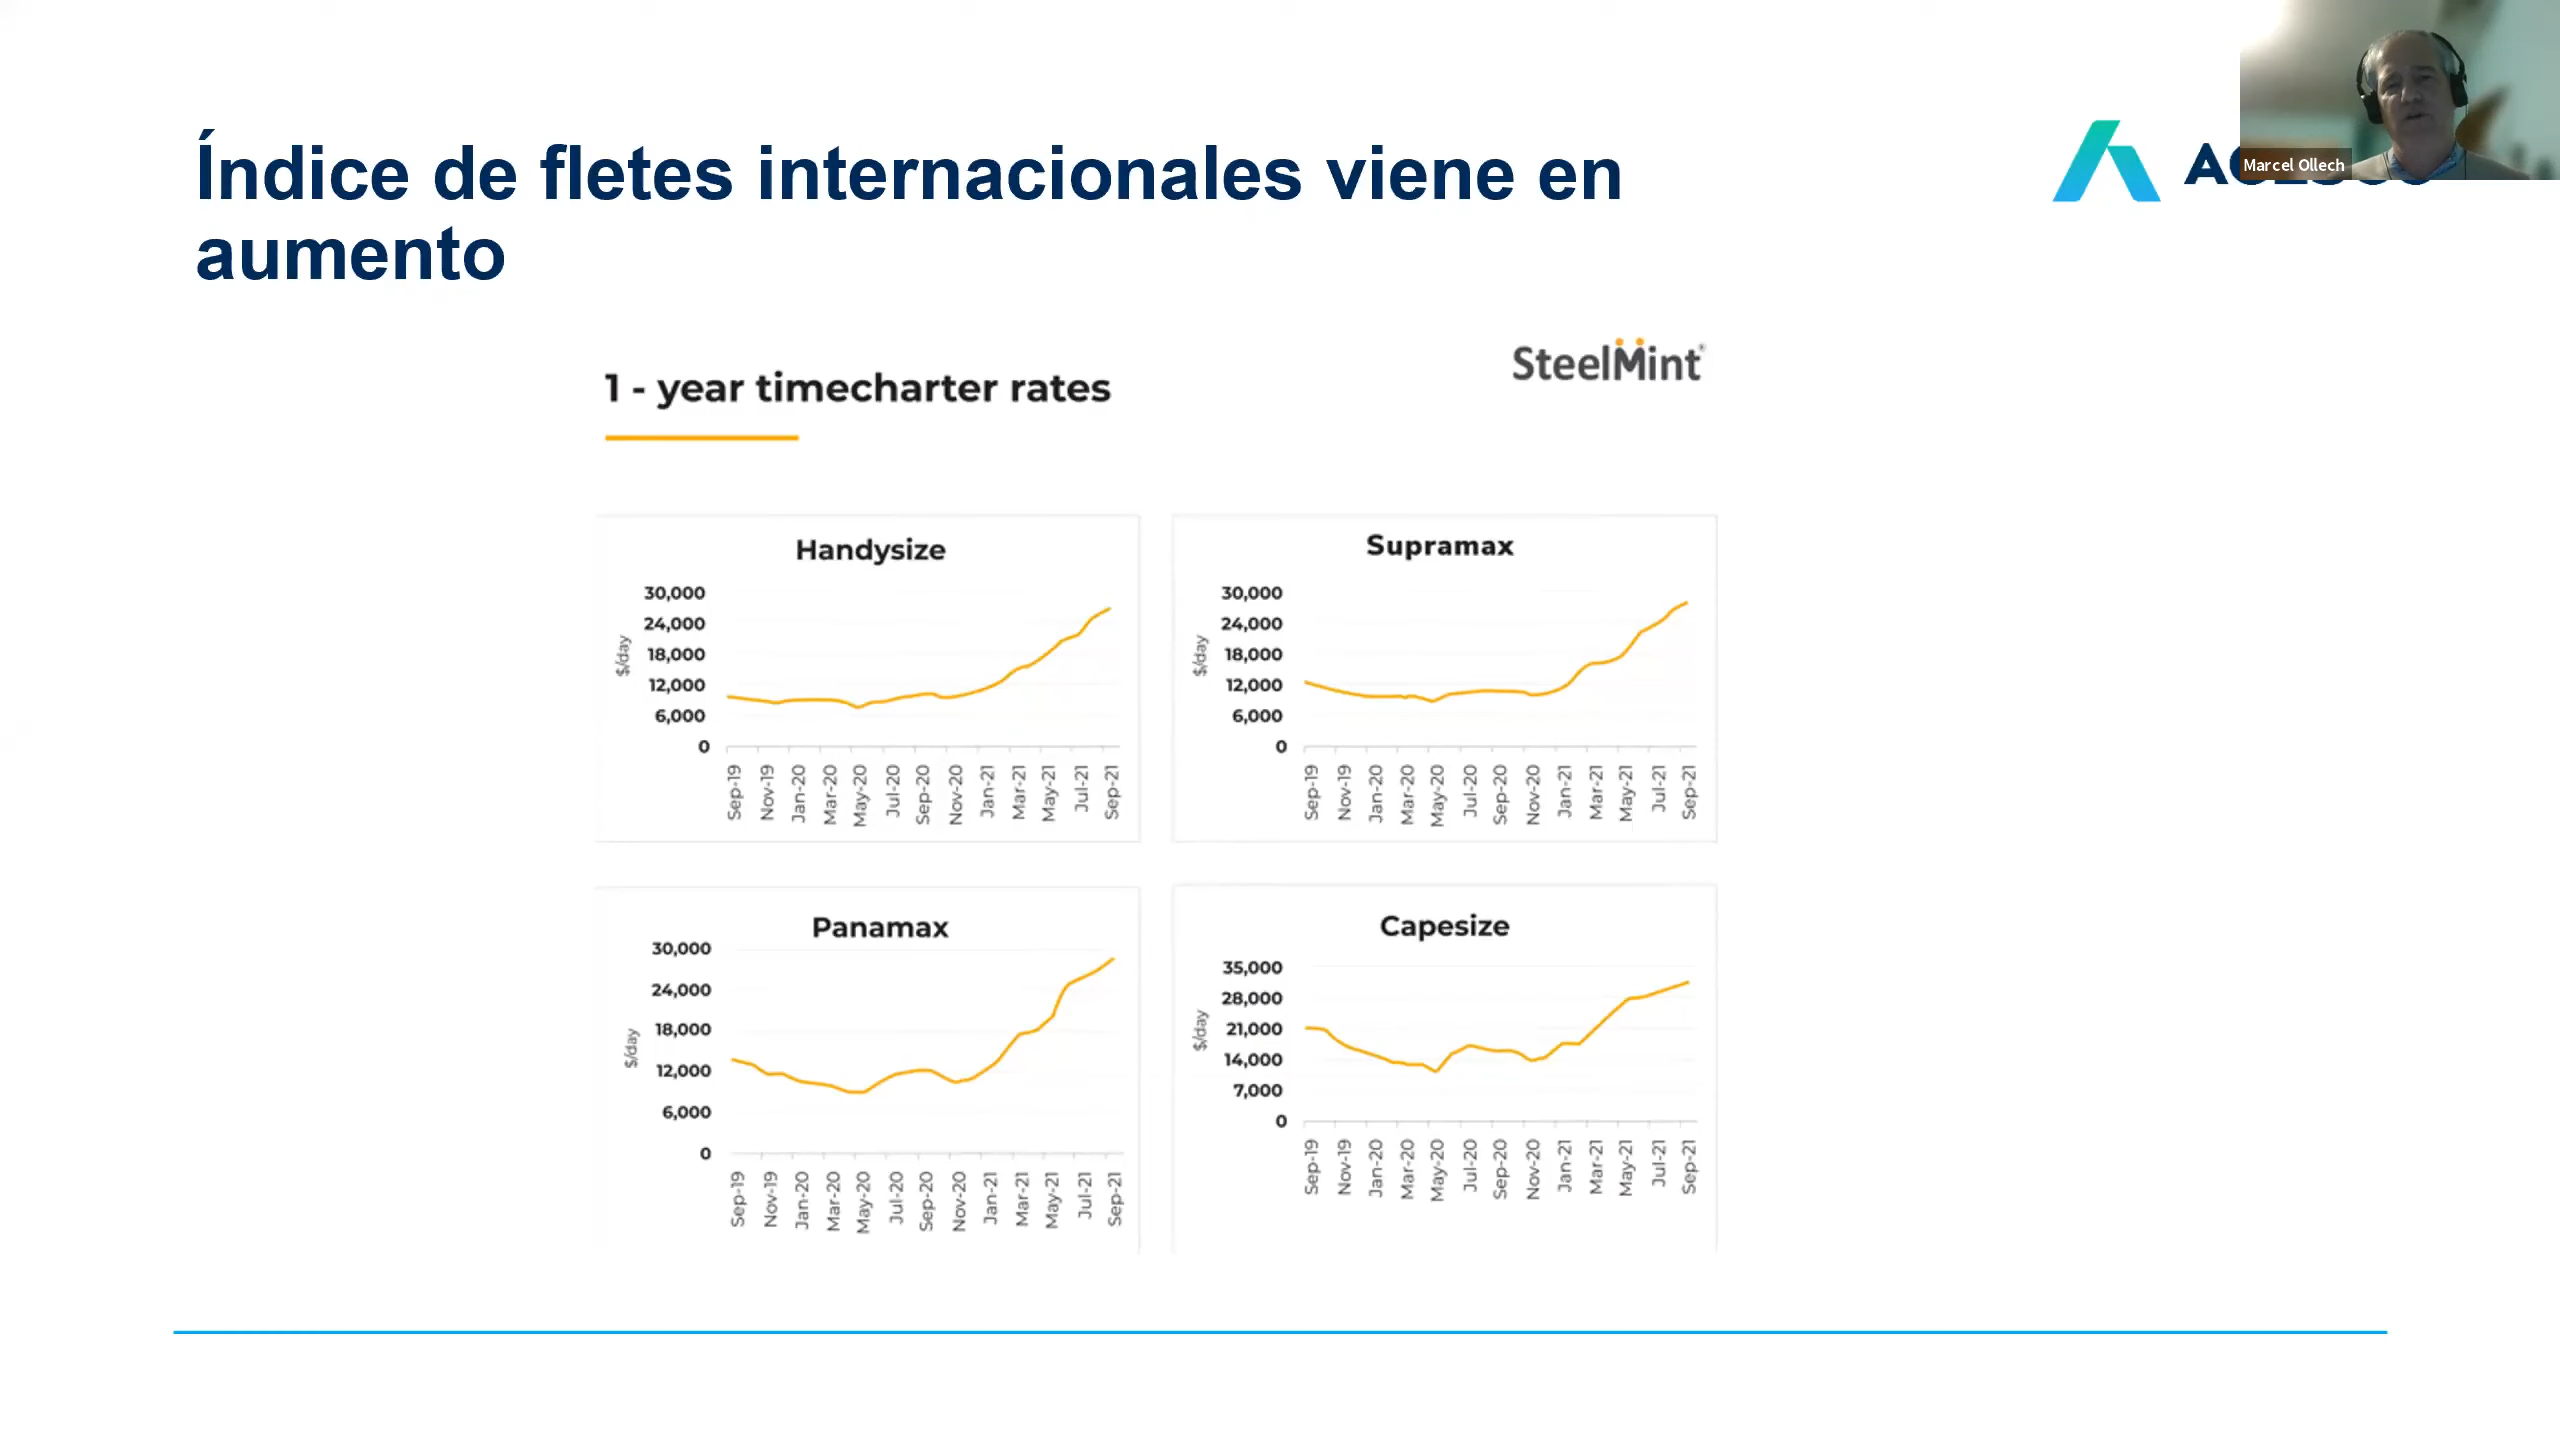 Marcel Ollech
Índice de fletes internacionales viene en
aumento
SteelMint
1 - year timecharter rates
Handysize
$/day
30,000
24,000
18,000
12,000
6,000
0
Sep-19
Nov-19
Jan-20
Mar-20
May-20
Jul-20
Sep-20
Nov-20
Jan-21
Mar-21
May-21
Jul-21
Sep-21
Supramax
$/day
30,000
24,000
18,000
12,000
6,000
0
Sep-19
Nov-19
Jan-20
Mar-20
May-20
Jul-20
Sep-20
Nov-20
Jan-21
Mar-21
May-21
Jul-21
Sep-21
Panamax
$/day
30,000
24,000
18,000
12,000
6,000
0
Sep-19
Nov-19
Jan-20
Mar-20
May-20
Jul-20
Sep-20
Nov-20
Jan-21
Mar-21
May-21
Jul-21
Sep-21
Capesize
$/day
35,000
28,000
21,000
14,000
7,000
0
Sep-19
Nov-19
Jan-20
Mar-20
May-20
Jul-20
Sep-20
Nov-20
Jan-21
Mar-21
May-21
Jul-21
Sep-21